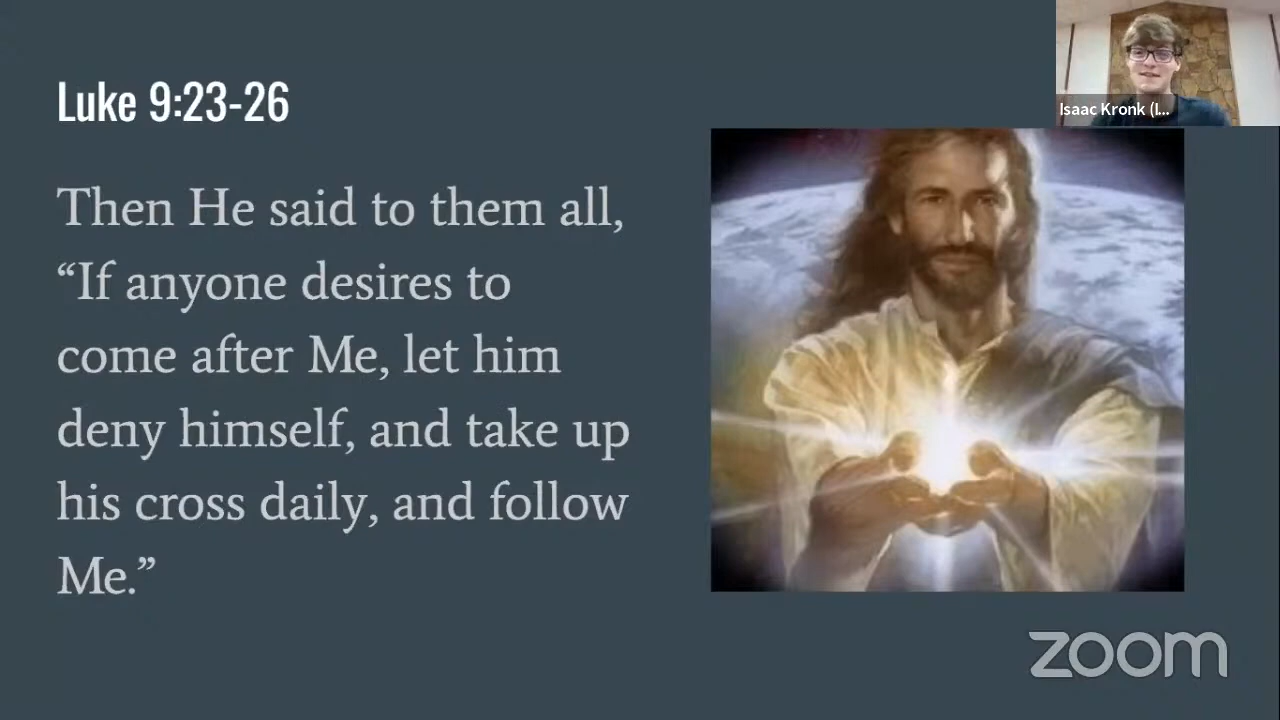 Isaac Kronk (I...
Luke 9:23-26
Then He said to them all,
“If anyone desires to
come after Me, let him
deny himself, and take up
his cross daily, and follow
Me.”
zoom